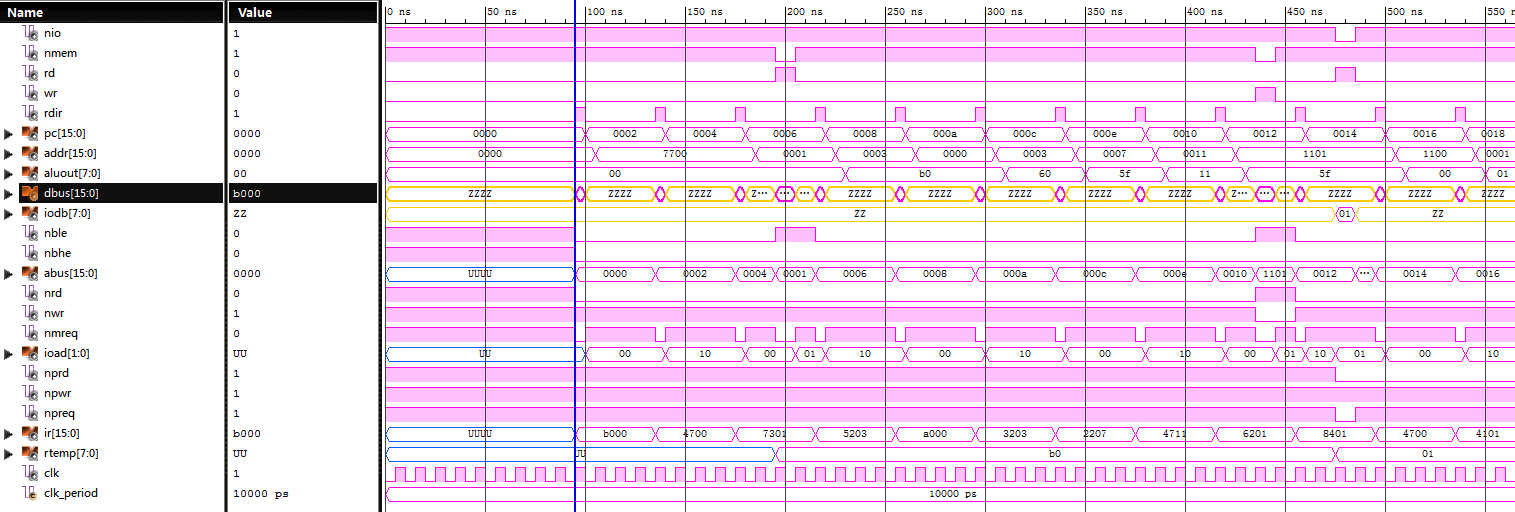 Name Value 0 ns 50 ns 100 ns 150 ns 200 ns 250 ns 300 ns 350 ns 400 ns 450 ns 500 ns 550 n
nio 1
nmem 1
rd 0
wr 0
rdir 1
pc[15:0] 0000 0000 0002 0004 0006 0008 000a 000c 000e 0010 0012 0014 0016 0018
addr[15:0] 0000 0000 7700 0001 0003 0000 0003 0007 0011 1101 1100 0001
aluout[7:0] 00 00 b0 60 5f 11 5f 00 01
dbus[15:0] b000 ZZZZ ZZZZ ZZZZ Z··· ··· ··· ZZZZ ZZZZ ZZZZ ZZZZ ZZZZ Z··· ··· ··· ZZZZ ZZZZ ZZZZ
iodb[7:0] ZZ ZZ 01 ZZ
nble 0
nbhe 0
abus[15:0] 0000 UUUU 0000 0002 0004 0001 0006 0008 000a 000c 000e 0010 1101 0012 ··· 0014 0016
nrd 0
nwr 1
nmreq 0
ioad[1:0] UU UU 00 10 00 01 10 00 10 00 10 00 01 10 01 00 10
nprd 1
npwr 1
npreq 1
ir[15:0] b000 UUUU b000 4700 7301 5203 a000 3203 2207 4711 6201 8401 4700 4101
rtemp[7:0] UU UU b0 01
clk 1
clk_period 10000 ps 10000 ps